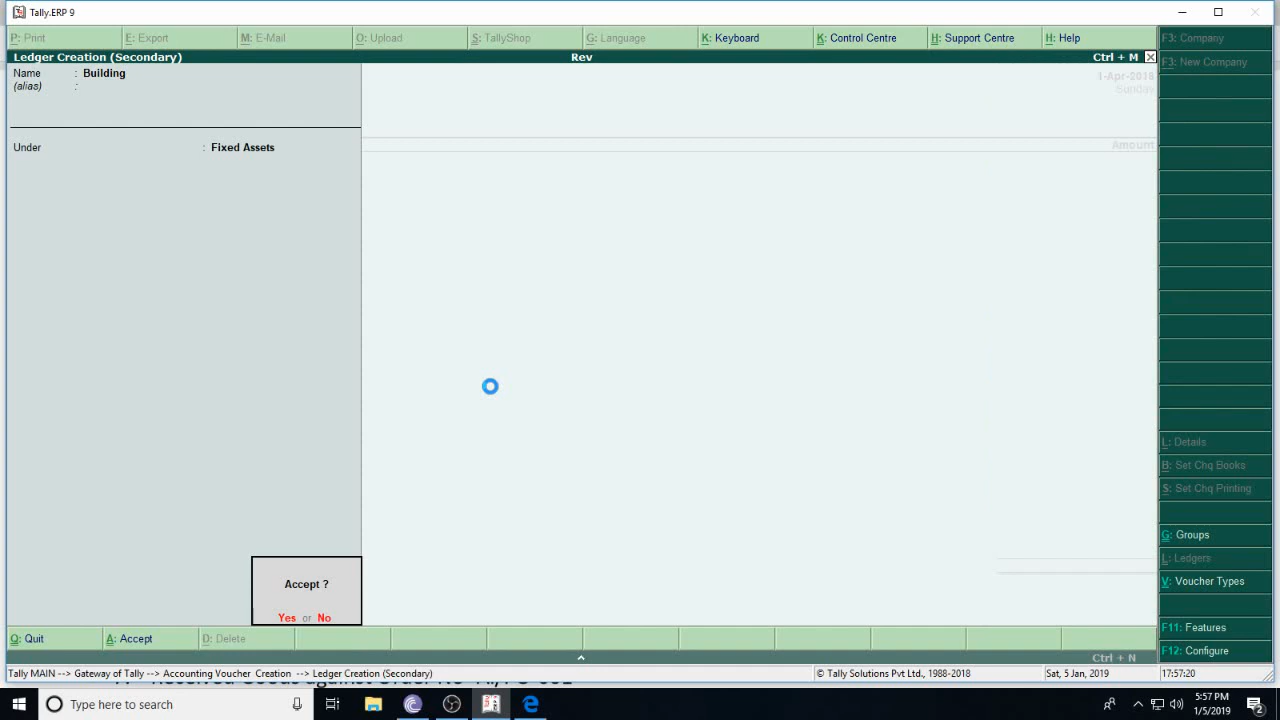 Tally.ERP 9
P: Print E: Export M: E-Mail O: Upload S: TallyShop G: Language K: Keyboard K: Control Centre H: Support Centre H: Help F3: Company
Ledger Creation (Secondary) Rev Ctrl + M
F3: New Company
Name : Building
(alias) :
1-Apr-2018
Sunday
Under : Fixed Assets
Amount
L: Details
B: Set Chq Books
S: Set Chq Printing
G: Groups
L: Ledgers
V: Voucher Types
Accept ?
Yes or No
F11: Features
Q: Quit A: Accept D: Delete
F12: Configure
Ctrl + N
Tally MAIN --> Gateway of Tally --> Accounting Voucher Creation --> Ledger Creation (Secondary) © Tally Solutions Pvt Ltd., 1988-2018 Sat, 5 Jan, 2019 17:57:20
Type here to search
5:57 PM
1/5/2019
2